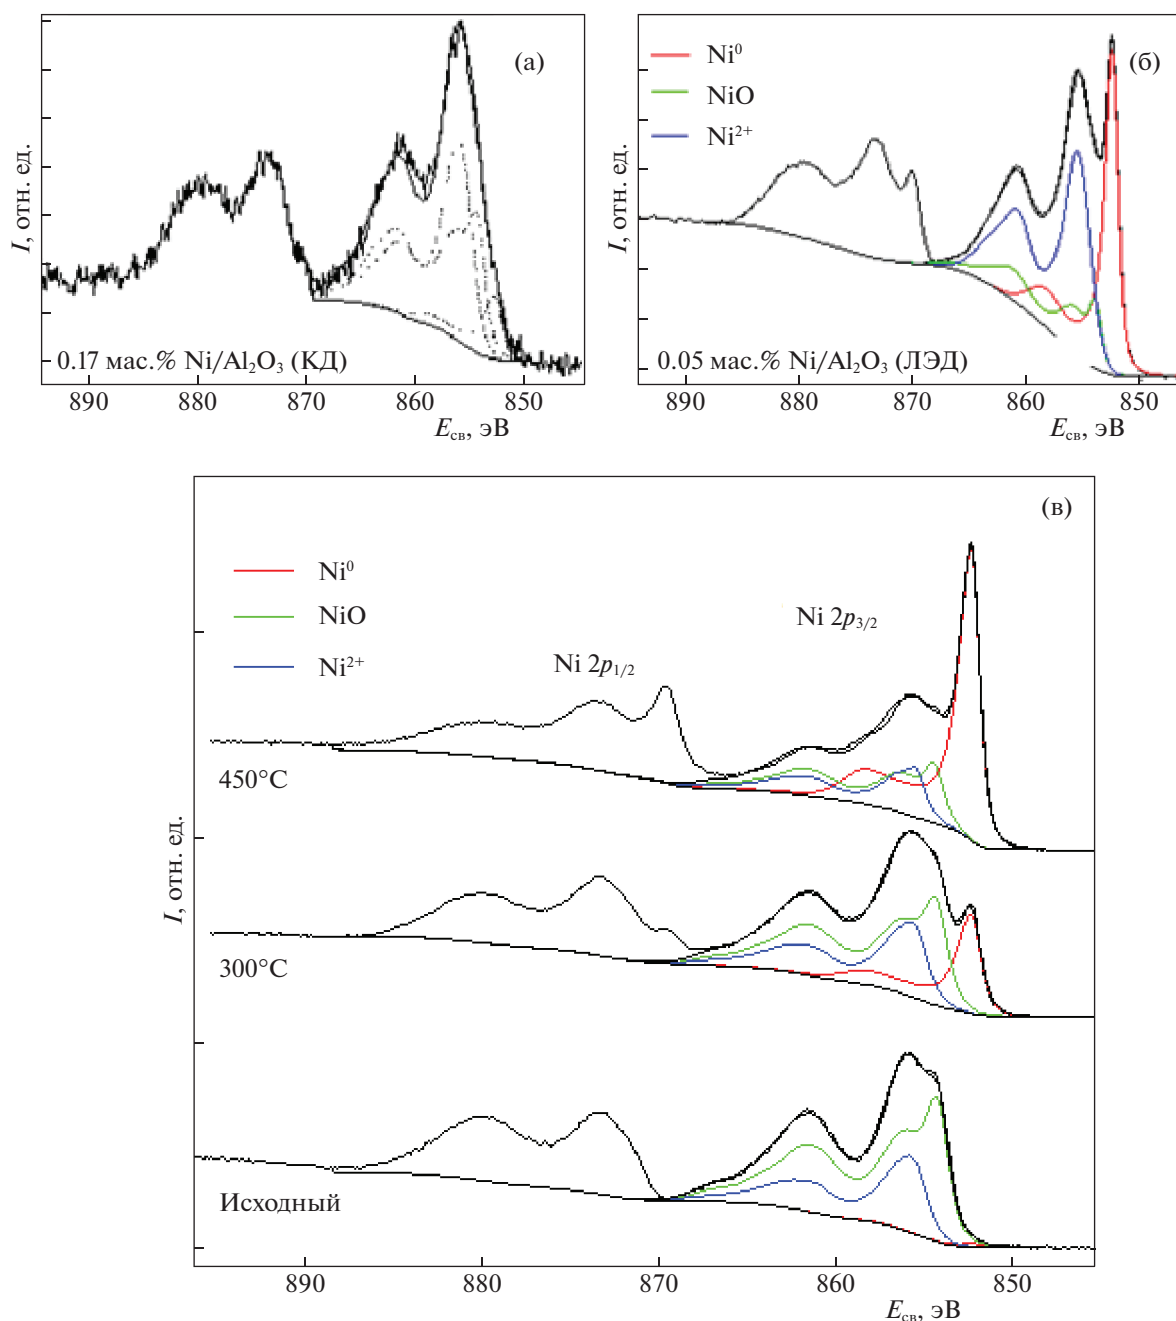 (а)
I, отн. ед.
0.17 мас.% Ni/Al₂O₃ (КД)
890 880 870 860 850
Eсв, эВ
(б)
Ni⁰
NiO
Ni²⁺
I, отн. ед.
0.05 мас.% Ni/Al₂O₃ (ЛЭД)
890 880 870 860 850
Eсв, эВ
(в)
Ni⁰
NiO
Ni²⁺
Ni 2p₃/₂
Ni 2p₁/₂
450°C
300°C
Исходный
I, отн. ед.
890 880 870 860 850
Eсв, эВ